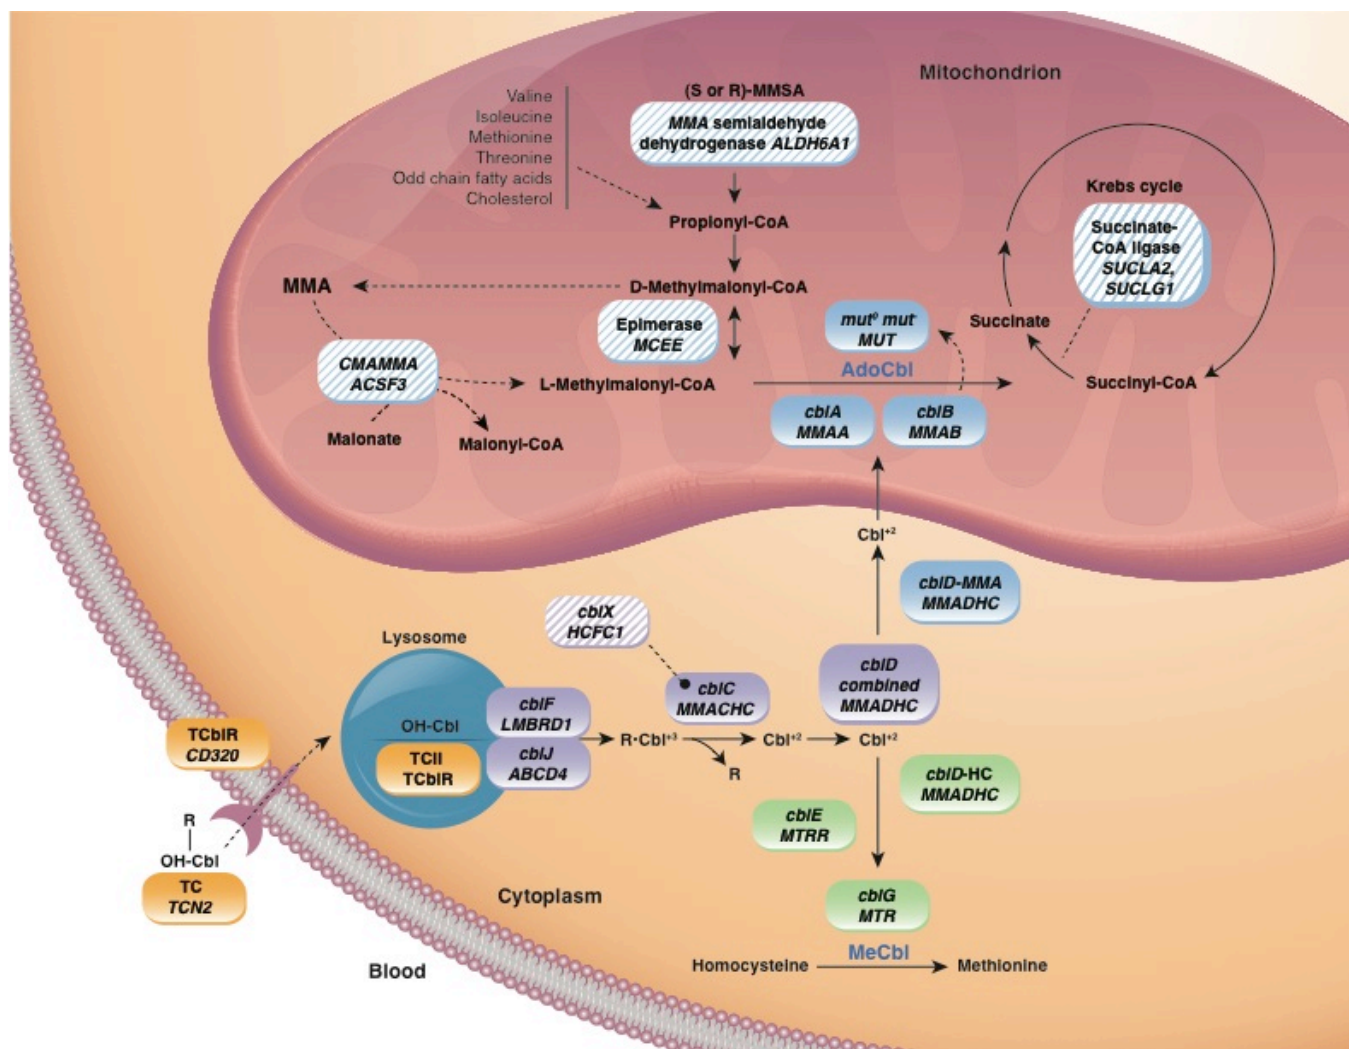 Mitochondrion
(S or R)-MMSA
MMA semialdehyde
dehydrogenase ALDH6A1
Valine
Isoleucine
Methionine
Threonine
Odd chain fatty acids
Cholesterol
Propionyl-CoA
Krebs cycle
Succinate-
CoA ligase
SUCLA2,
SUCLG1
MMA
D-Methylmalonyl-CoA
Epimerase
MCEE
mut⁰ mut⁻
MUT
Succinate
CMAMMA
ACSF3
L-Methylmalonyl-CoA
AdoCbl
Succinyl-CoA
cblA
MMAA
cblB
MMAB
Malonate
Malonyl-CoA
Cbl⁺²
cblD-MMA
MMADHC
cblX
HCFC1
Lysosome
cblC
MMACHC
cblD
combined
MMADHC
cblF
LMBRD1
OH-Cbl
TCblR
CD320
TCII
TCblR
cblJ
ABCD4
R·Cbl⁺³
R
Cbl⁺²
Cbl⁺²
cblD-HC
MMADHC
cblE
MTRR
R
OH-Cbl
TC
TCN2
Cytoplasm
cblG
MTR
MeCbl
Blood
Homocysteine
Methionine